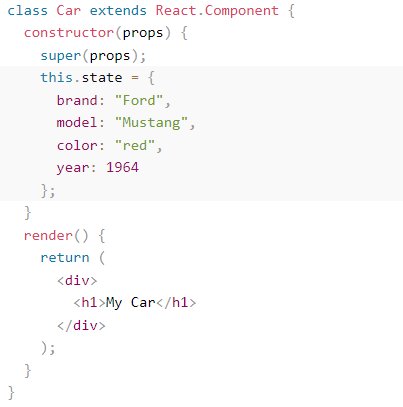 class Car extends React.Component {
  constructor(props) {
    super(props);
    this.state = {
      brand: "Ford",
      model: "Mustang",
      color: "red",
      year: 1964
    };
  }
  render() {
    return (
      <div>
        <h1>My Car</h1>
      </div>
    );
  }
}